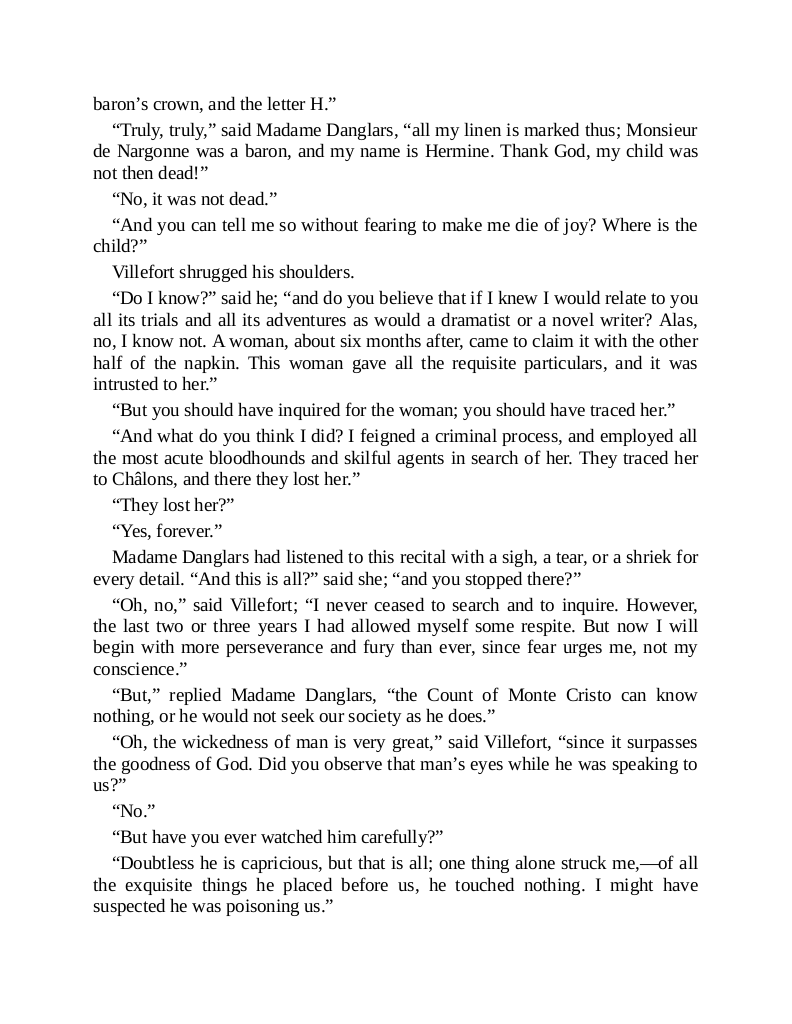 baron’s crown, and the letter H.”
“Truly, truly,” said Madame Danglars, “all my linen is marked thus; Monsieur
de Nargonne was a baron, and my name is Hermine. Thank God, my child was
not then dead!”
“No, it was not dead.”
“And you can tell me so without fearing to make me die of joy? Where is the
child?”
Villefort shrugged his shoulders.
“Do I know?” said he; “and do you believe that if I knew I would relate to you
all its trials and all its adventures as would a dramatist or a novel writer? Alas,
no, I know not. A woman, about six months after, came to claim it with the other
half of the napkin. This woman gave all the requisite particulars, and it was
intrusted to her.”
“But you should have inquired for the woman; you should have traced her.”
“And what do you think I did? I feigned a criminal process, and employed all
the most acute bloodhounds and skilful agents in search of her. They traced her
to Châlons, and there they lost her.”
“They lost her?”
“Yes, forever.”
Madame Danglars had listened to this recital with a sigh, a tear, or a shriek for
every detail. “And this is all?” said she; “and you stopped there?”
“Oh, no,” said Villefort; “I never ceased to search and to inquire. However,
the last two or three years I had allowed myself some respite. But now I will
begin with more perseverance and fury than ever, since fear urges me, not my
conscience.”
“But,” replied Madame Danglars, “the Count of Monte Cristo can know
nothing, or he would not seek our society as he does.”
“Oh, the wickedness of man is very great,” said Villefort, “since it surpasses
the goodness of God. Did you observe that man’s eyes while he was speaking to
us?”
“No.”
“But have you ever watched him carefully?”
“Doubtless he is capricious, but that is all; one thing alone struck me,—of all
the exquisite things he placed before us, he touched nothing. I might have
suspected he was poisoning us.”